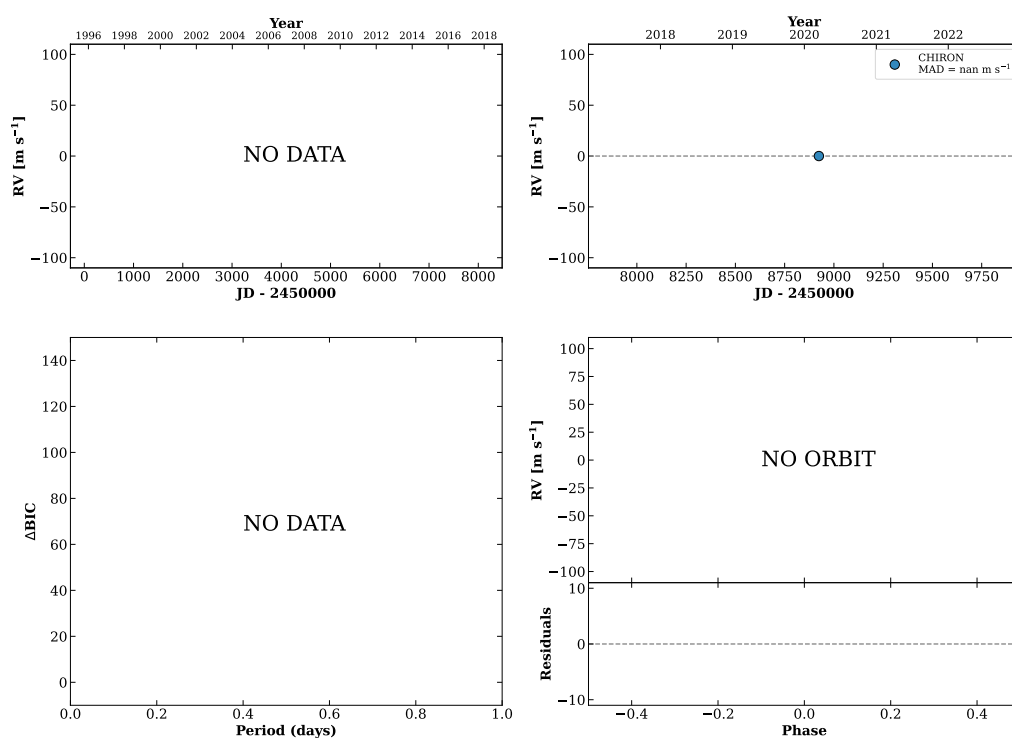 Year
1996 1998 2000 2002 2004 2006 2008 2010 2012 2014 2016 2018
100
50
0
−50
−100
RV [m s⁻¹]
NO DATA
0 1000 2000 3000 4000 5000 6000 7000 8000
JD - 2450000
Year
2018 2019 2020 2021 2022
CHIRON
MAD = nan m s⁻¹
100
50
0
−50
−100
RV [m s⁻¹]
8000 8250 8500 8750 9000 9250 9500 9750
JD - 2450000
140
120
100
80
60
40
20
0
ΔBIC
NO DATA
0.0 0.2 0.4 0.6 0.8 1.0
Period (days)
100
75
50
25
0
−25
−50
−75
−100
RV [m s⁻¹]
NO ORBIT
10
0
−10
Residuals
−0.4 −0.2 0.0 0.2 0.4
Phase